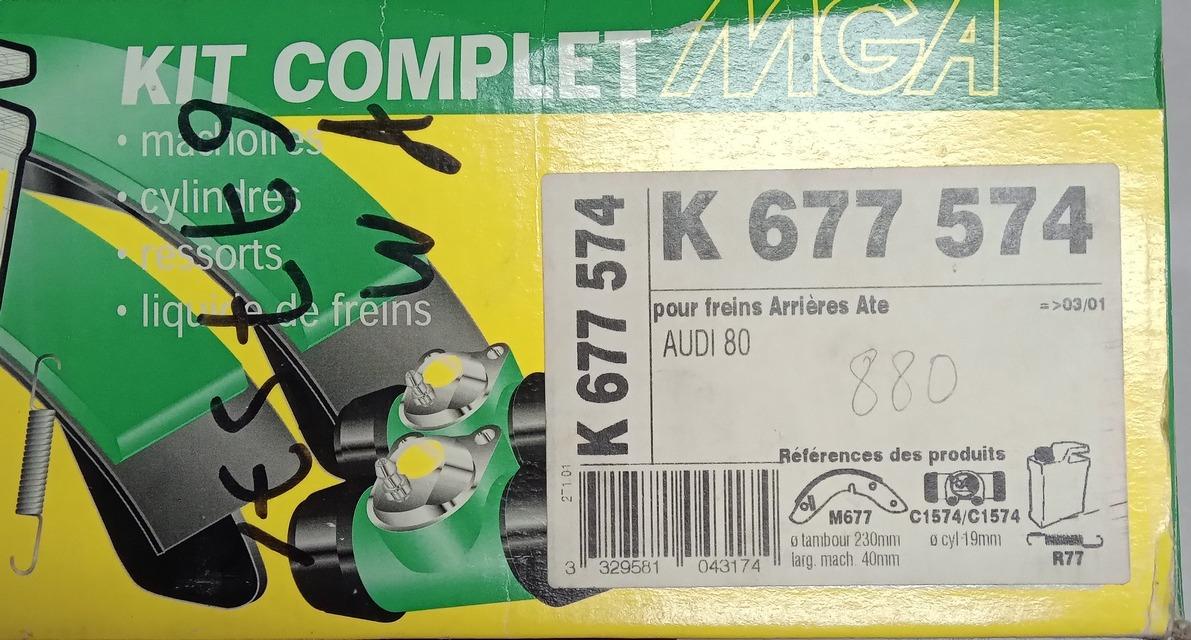 KIT COMPLET MGA
• machoires
• cylindres
• ressorts
• liquide de freins
K 677 574
K 677 574
pour freins Arrières Ate =>03/01
AUDI 80
880
Références des produits
M677 C1574/C1574
ø tambour 230mm ø cyl 19mm
larg. mach. 40mm R77
271.01
3 329581 043174